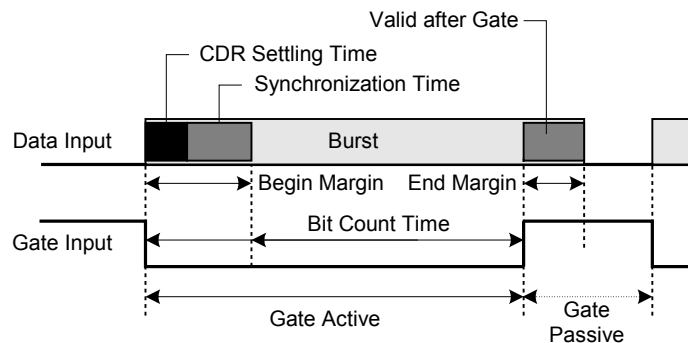 Valid after Gate
CDR Settling Time
Synchronization Time
Data Input
Burst
Begin Margin
End Margin
Bit Count Time
Gate Input
Gate Active
Gate
Passive